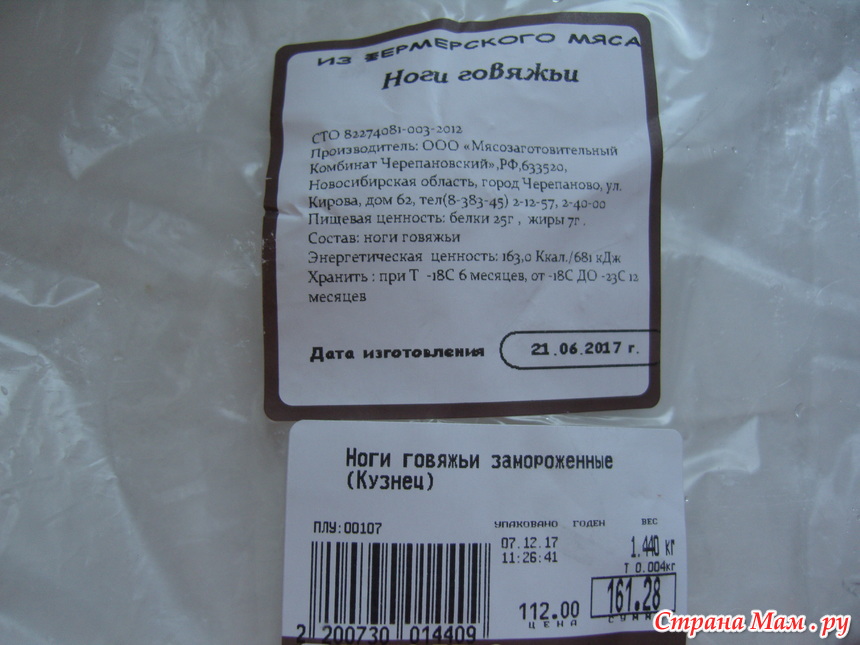 ИЗ ФЕРМЕРСКОГО МЯСА
Ноги говяжьи
СТО 82274081-003-2012
Производитель: ООО «Мясозаготовительный
Комбинат Черепановский»,РФ,633520,
Новосибирская область, город Черепаново, ул.
Кирова, дом 62, тел(8-383-45) 2-12-57, 2-40-00
Пищевая ценность: белки 25г , жиры 7г .
Состав: ноги говяжьи
Энергетическая ценность: 163,0 Ккал./681 кДж
Хранить : при Т -18С 6 месяцев, от -18С ДО -23С 12
месяцев
Дата изготовления 21.06.2017 г.
Ноги говяжьи замороженные
(Кузнец)
ПЛУ:00107 УПАКОВАНО ГОДЕН ВЕС
07.12.17 1.440 кг
11:26:41 Т 0.004кг
112.00 161.28
ЦЕНА СУММА
2 200730 014409
Страна Мам.ру